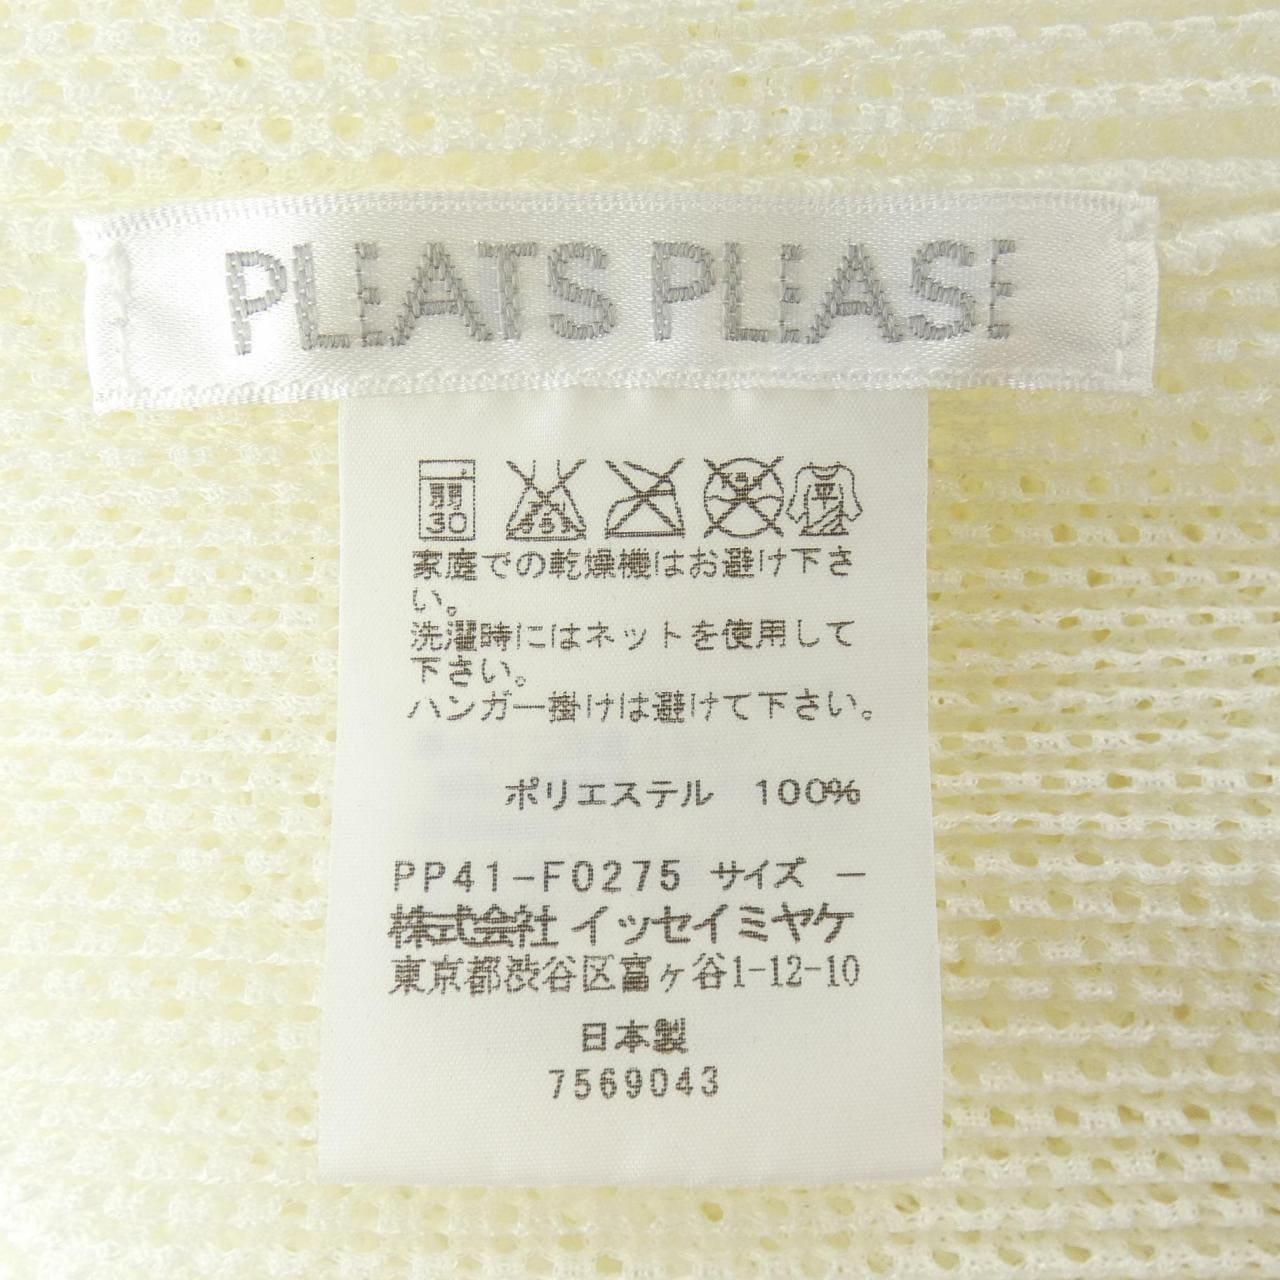 PLEATS PLEASE
弱
30
平
家庭での乾燥機はお避け下さ
い。
洗濯時にはネットを使用して
下さい。
ハンガー掛けは避けて下さい。
ポリエステル 100%
PP41-F0275 サイズ —
株式会社 イッセイミヤケ
東京都渋谷区富ヶ谷1-12-10
日本製
7569043